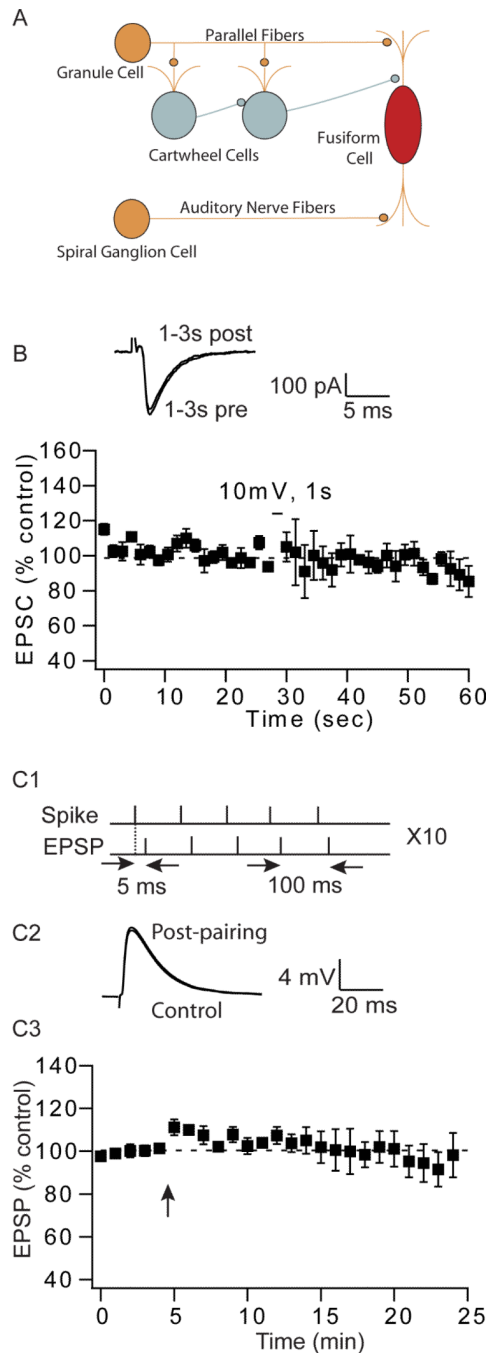 A
Parallel Fibers
Granule Cell
Cartwheel Cells
Fusiform
Cell
Auditory Nerve Fibers
Spiral Ganglion Cell
B
1-3s post
1-3s pre
100 pA
5 ms
160
140
120
100
80
60
40
EPSC (% control)
10mV, 1s
0 10 20 30 40 50 60
Time (sec)
C1
Spike
EPSP
X10
5 ms
100 ms
C2
Post-pairing
Control
4 mV
20 ms
C3
140
120
100
80
60
40
EPSP (% control)
0 5 10 15 20 25
Time (min)